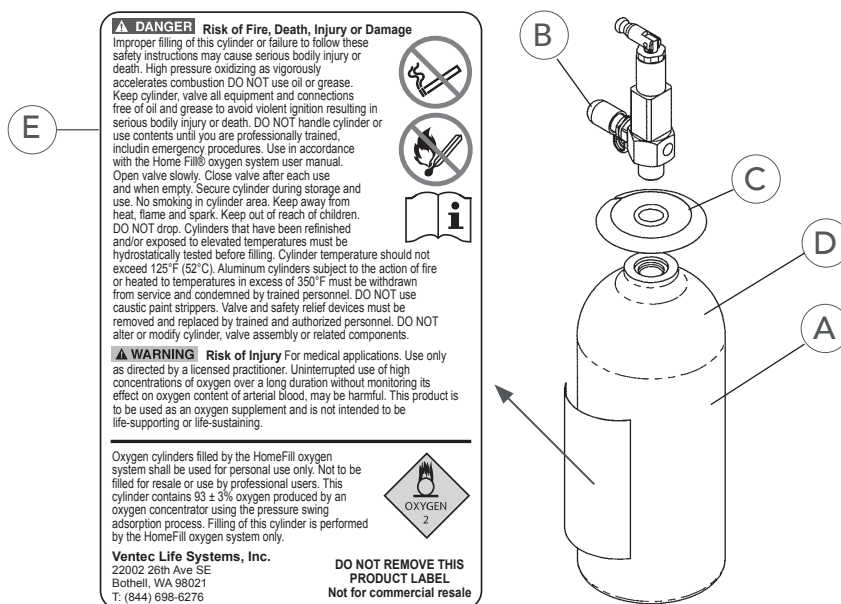 DANGER Risk of Fire, Death, Injury or Damage
Improper filling of this cylinder or failure to follow these
safety instructions may cause serious bodily injury or
death. High pressure oxidizing as vigorously
accelerates combustion DO NOT use oil or grease.
Keep cylinder, valve all equipment and connections
free of oil and grease to avoid violent ignition resulting in
serious bodily injury or death. DO NOT handle cylinder or
use contents until you are professionally trained,
includin emergency procedures. Use in accordance
with the Home Fill® oxygen system user manual.
Open valve slowly. Close valve after each use
and when empty. Secure cylinder during storage and
use. No smoking in cylinder area. Keep away from
heat, flame and spark. Keep out of reach of children.
DO NOT drop. Cylinders that have been refinished
and/or exposed to elevated temperatures must be
hydrostatically tested before filling. Cylinder temperature should not
exceed 125°F (52°C). Aluminum cylinders subject to the action of fire
or heated to temperatures in excess of 350°F must be withdrawn
from service and condemned by trained personnel. DO NOT use
caustic paint strippers. Valve and safety relief devices must be
removed and replaced by trained and authorized personnel. DO NOT
alter or modify cylinder, valve assembly or related components.
WARNING Risk of Injury For medical applications. Use only
as directed by a licensed practitioner. Uninterrupted use of high
concentrations of oxygen over a long duration without monitoring its
effect on oxygen content of arterial blood, may be harmful. This product is
to be used as an oxygen supplement and is not intended to be
life-supporting or life-sustaining.
Oxygen cylinders filled by the HomeFill oxygen
system shall be used for personal use only. Not to be
filled for resale or use by professional users. This
cylinder contains 93 ± 3% oxygen produced by an
oxygen concentrator using the pressure swing
adsorption process. Filling of this cylinder is performed
by the HomeFill oxygen system only.
OXYGEN
2
Ventec Life Systems, Inc.
22002 26th Ave SE
Bothell, WA 98021
T: (844) 698-6276
DO NOT REMOVE THIS
PRODUCT LABEL
Not for commercial resale
E
B
C
D
A